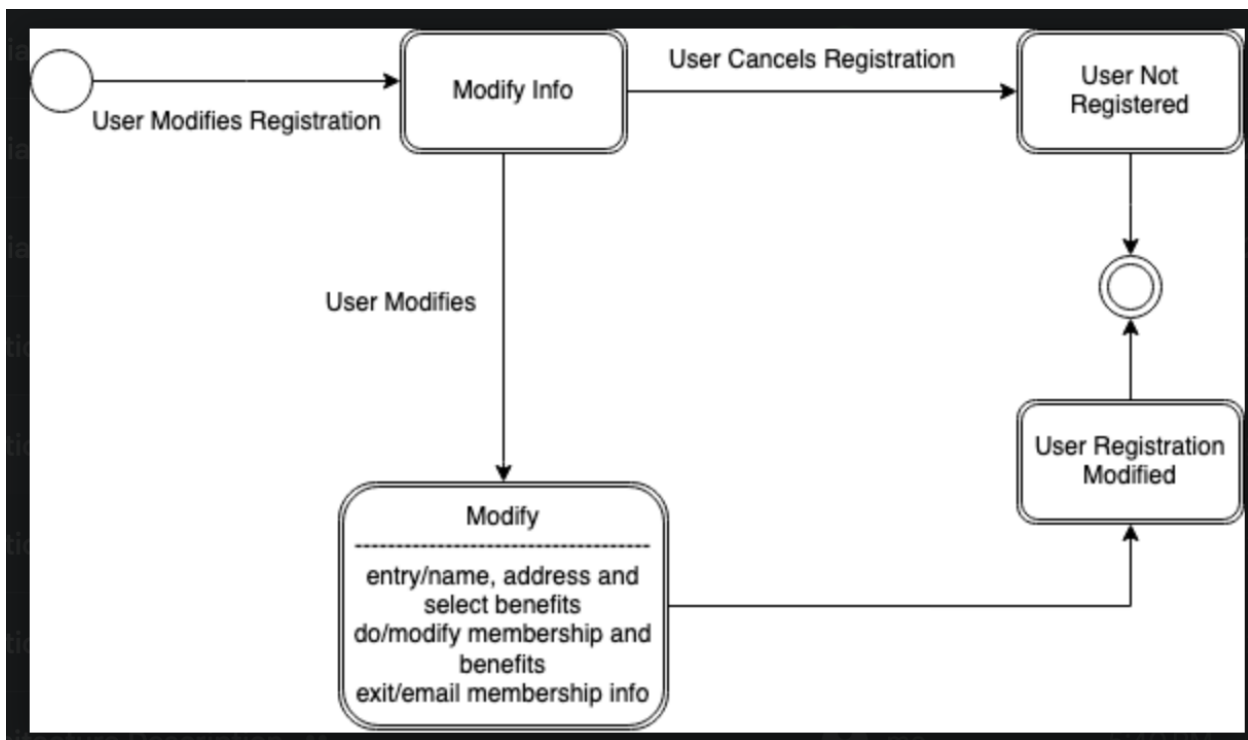 User Modifies Registration
Modify Info
User Cancels Registration
User Not
Registered
User Modifies
Modify
------------------------------------
entry/name, address and
select benefits
do/modify membership and
benefits
exit/email membership info
User Registration
Modified